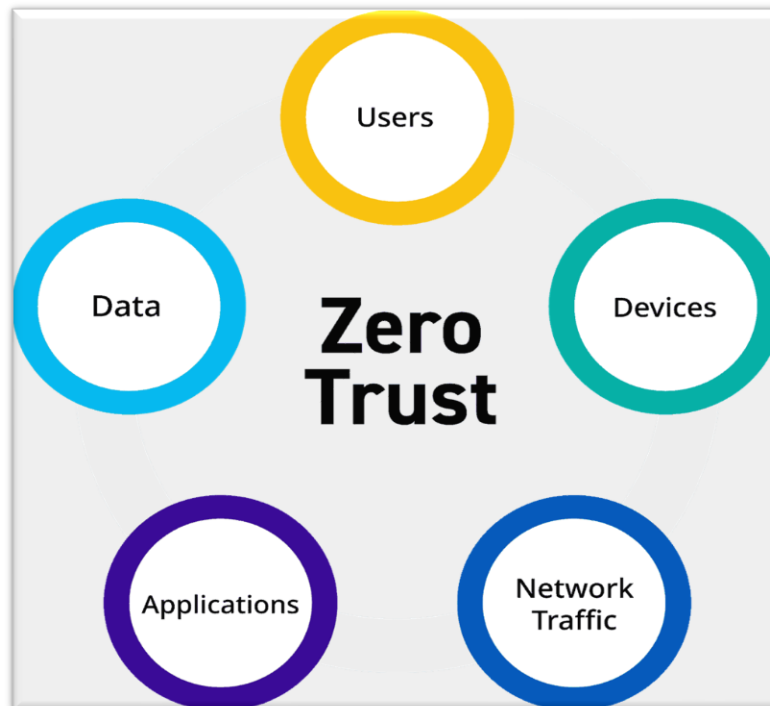 Users
Data
Devices
Zero
Trust
Applications
Network
Traffic